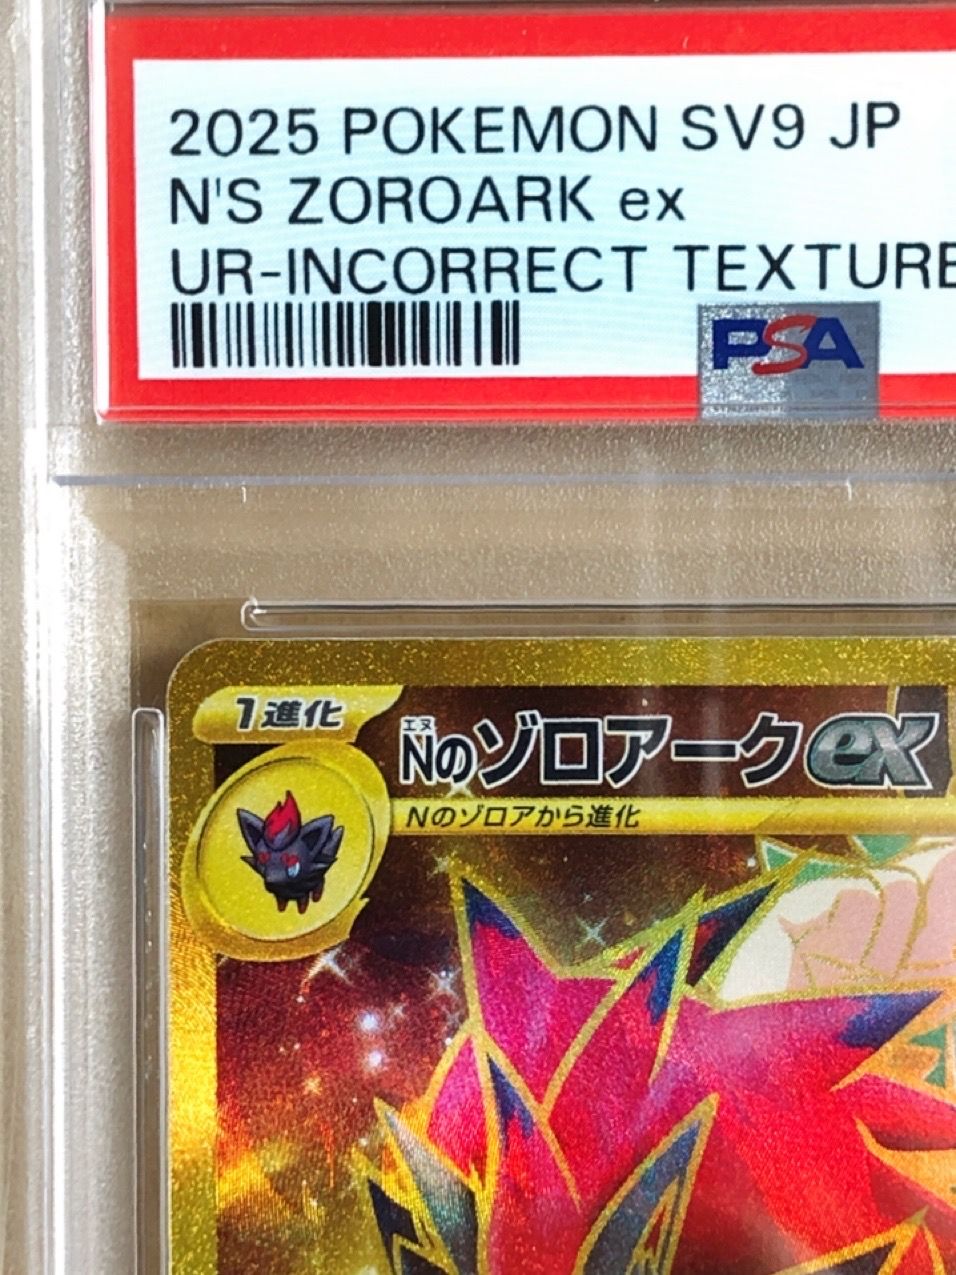 2025 POKEMON SV9 JP
N'S ZOROARK ex
UR-INCORRECT TEXTURE
PSA
1進化
エヌ
Nのゾロアークex
Nのゾロアから進化